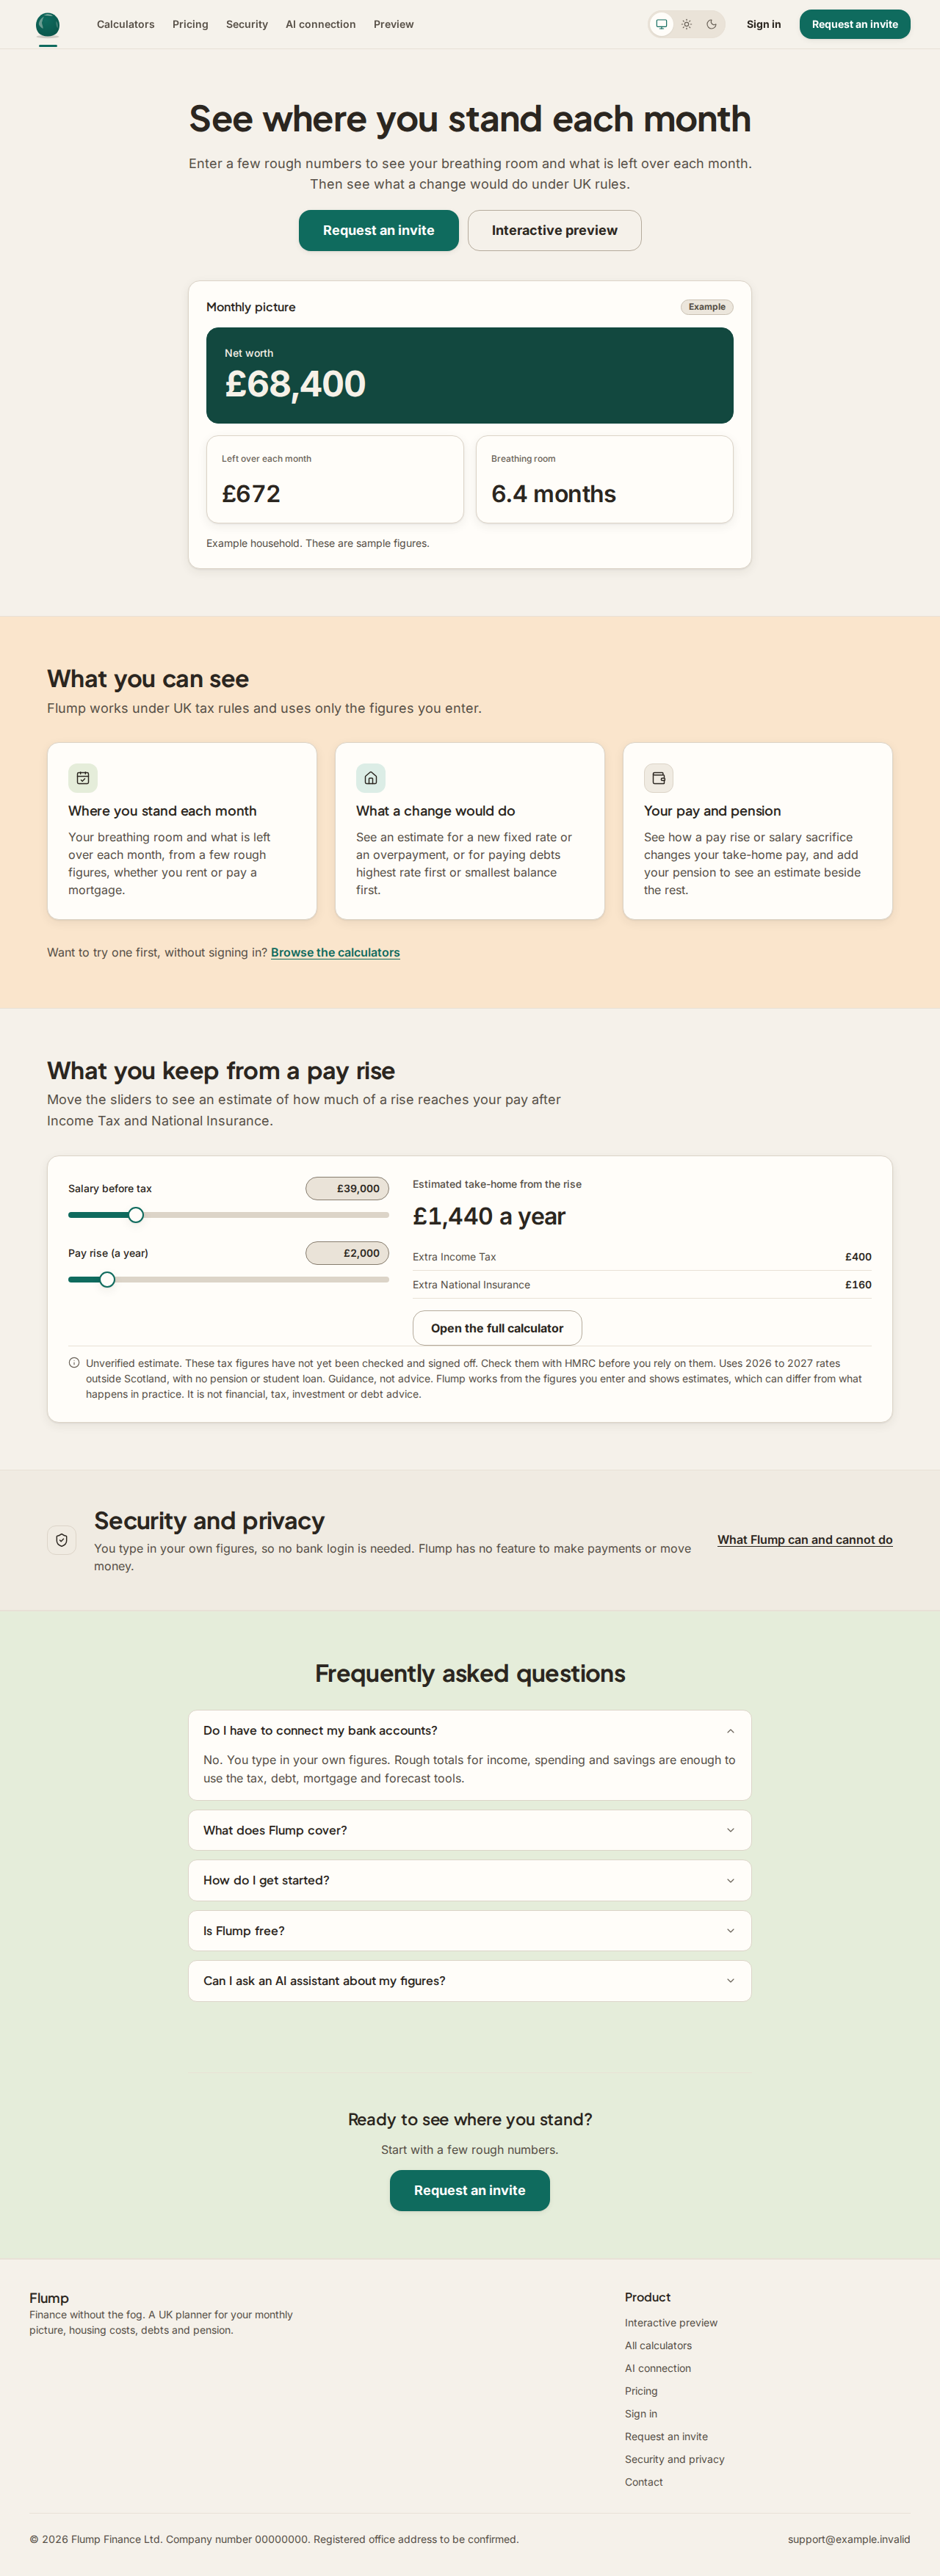 Calculators Pricing Security AI connection Preview Sign in Request an invite
See where you stand each month
Enter a few rough numbers to see your breathing room and what is left over each month.
Then see what a change would do under UK rules.
Request an invite Interactive preview
Monthly picture Example
Net worth
£68,400
Left over each month
£672
Breathing room
6.4 months
Example household. These are sample figures.
What you can see
Flump works under UK tax rules and uses only the figures you enter.
Where you stand each month
Your breathing room and what is left
over each month, from a few rough
figures, whether you rent or pay a
mortgage.
What a change would do
See an estimate for a new fixed rate or
an overpayment, or for paying debts
highest rate first or smallest balance
first.
Your pay and pension
See how a pay rise or salary sacrifice
changes your take-home pay, and add
your pension to see an estimate beside
the rest.
Want to try one first, without signing in? Browse the calculators
What you keep from a pay rise
Move the sliders to see an estimate of how much of a rise reaches your pay after
Income Tax and National Insurance.
Salary before tax £39,000
Pay rise (a year) £2,000
Estimated take-home from the rise
£1,440 a year
Extra Income Tax £400
Extra National Insurance £160
Open the full calculator
Unverified estimate. These tax figures have not yet been checked and signed off. Check them with HMRC before you rely on them. Uses 2026 to 2027 rates
outside Scotland, with no pension or student loan. Guidance, not advice. Flump works from the figures you enter and shows estimates, which can differ from what
happens in practice. It is not financial, tax, investment or debt advice.
Security and privacy
You type in your own figures, so no bank login is needed. Flump has no feature to make payments or move
money.
What Flump can and cannot do
Frequently asked questions
Do I have to connect my bank accounts?
No. You type in your own figures. Rough totals for income, spending and savings are enough to
use the tax, debt, mortgage and forecast tools.
What does Flump cover?
How do I get started?
Is Flump free?
Can I ask an AI assistant about my figures?
Ready to see where you stand?
Start with a few rough numbers.
Request an invite
Flump
Finance without the fog. A UK planner for your monthly
picture, housing costs, debts and pension.
Product
Interactive preview
All calculators
AI connection
Pricing
Sign in
Request an invite
Security and privacy
Contact
© 2026 Flump Finance Ltd. Company number 00000000. Registered office address to be confirmed. support@example.invalid